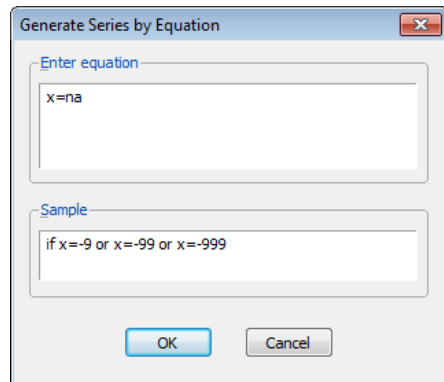 Generate Series by Equation
Enter equation
x=na
Sample
if x=-9 or x=-99 or x=-999
OK
Cancel